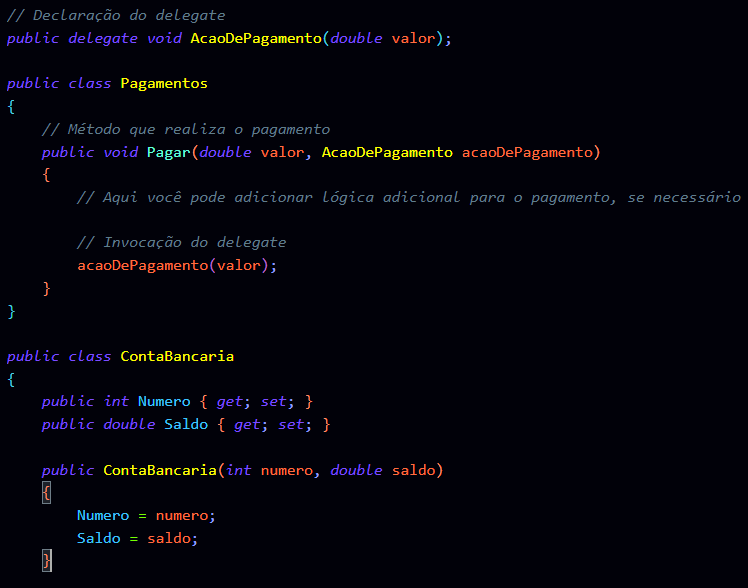 // Declaração do delegate
public delegate void AcaoDePagamento(double valor);
public class Pagamentos
{
// Método que realiza o pagamento
public void Pagar(double valor, AcaoDePagamento acaoDePagamento)
{
// Aqui você pode adicionar lógica adicional para o pagamento, se necessário
// Invocação do delegate
acaoDePagamento(valor);
}
}
public class ContaBancaria
{
public int Numero { get; set; }
public double Saldo { get; set; }
public ContaBancaria(int numero, double saldo)
{
Numero = numero;
Saldo = saldo;
}